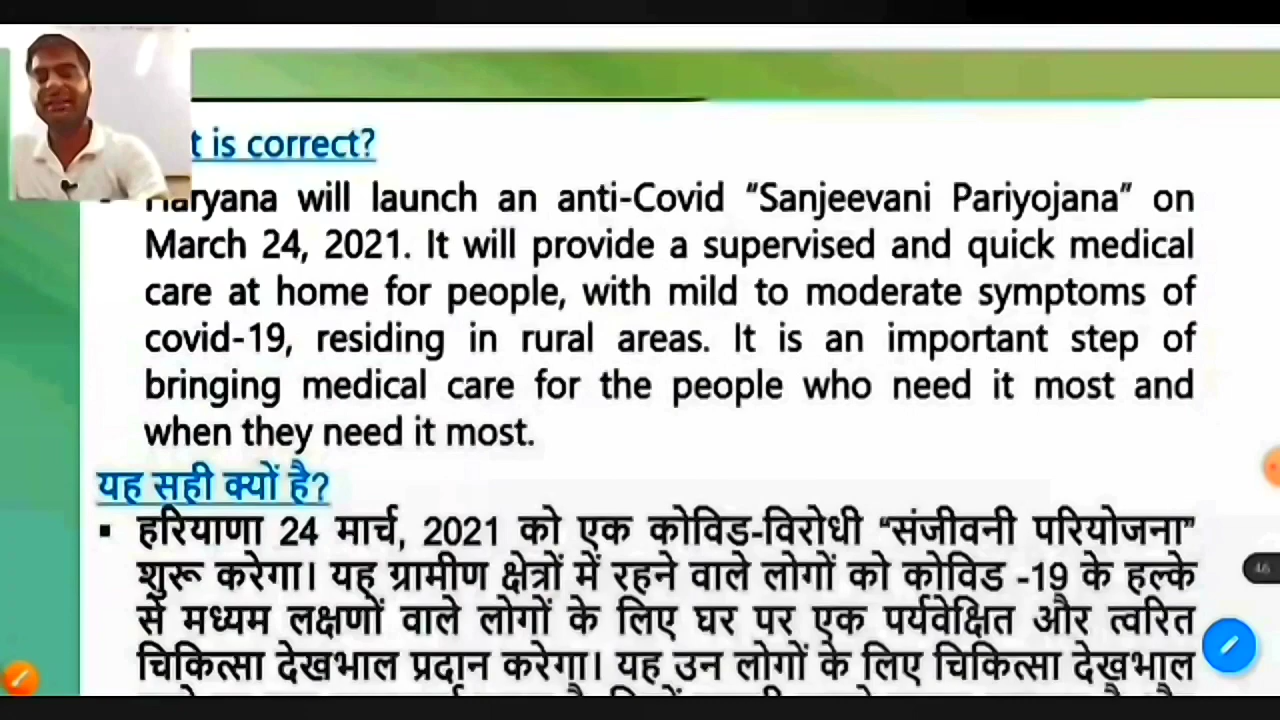 t is correct?
Haryana will launch an anti-Covid “Sanjeevani Pariyojana” on
March 24, 2021. It will provide a supervised and quick medical
care at home for people, with mild to moderate symptoms of
covid-19, residing in rural areas. It is an important step of
bringing medical care for the people who need it most and
when they need it most.
यह सही क्यों है?
▪ हरियाणा 24 मार्च, 2021 को एक कोविड-विरोधी “संजीवनी परियोजना”
शुरू करेगा। यह ग्रामीण क्षेत्रों में रहने वाले लोगों को कोविड -19 के हल्के
से मध्यम लक्षणों वाले लोगों के लिए घर पर एक पर्यवेक्षित और त्वरित
चिकित्सा देखभाल प्रदान करेगा। यह उन लोगों के लिए चिकित्सा देखभाल
46